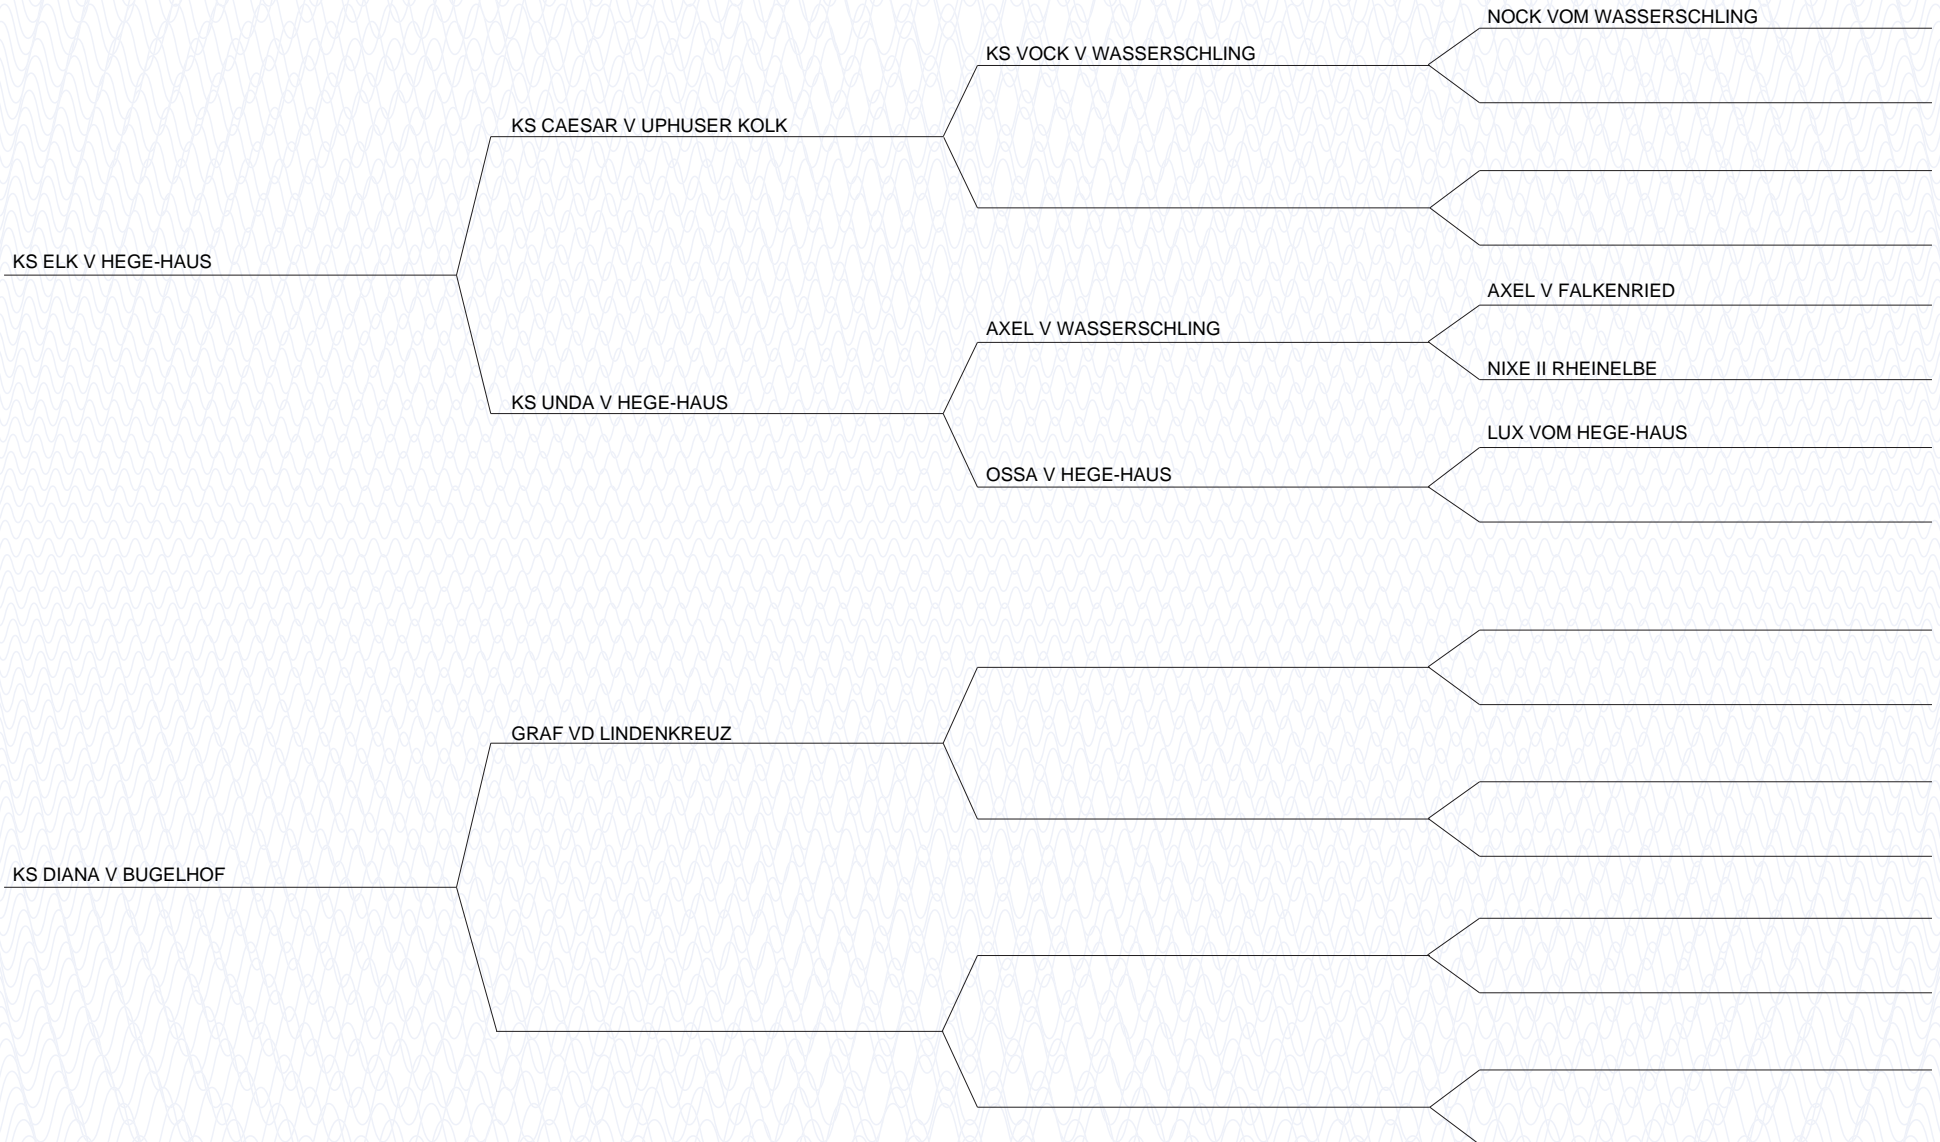 NOCK VOM WASSERSCHLING
KS VOCK V WASSERSCHLING
KS CAESAR V UPHUSER KOLK
KS ELK V HEGE-HAUS
AXEL V FALKENRIED
AXEL V WASSERSCHLING
NIXE II RHEINELBE
KS UNDA V HEGE-HAUS
LUX VOM HEGE-HAUS
OSSA V HEGE-HAUS
GRAF VD LINDENKREUZ
KS DIANA V BUGELHOF